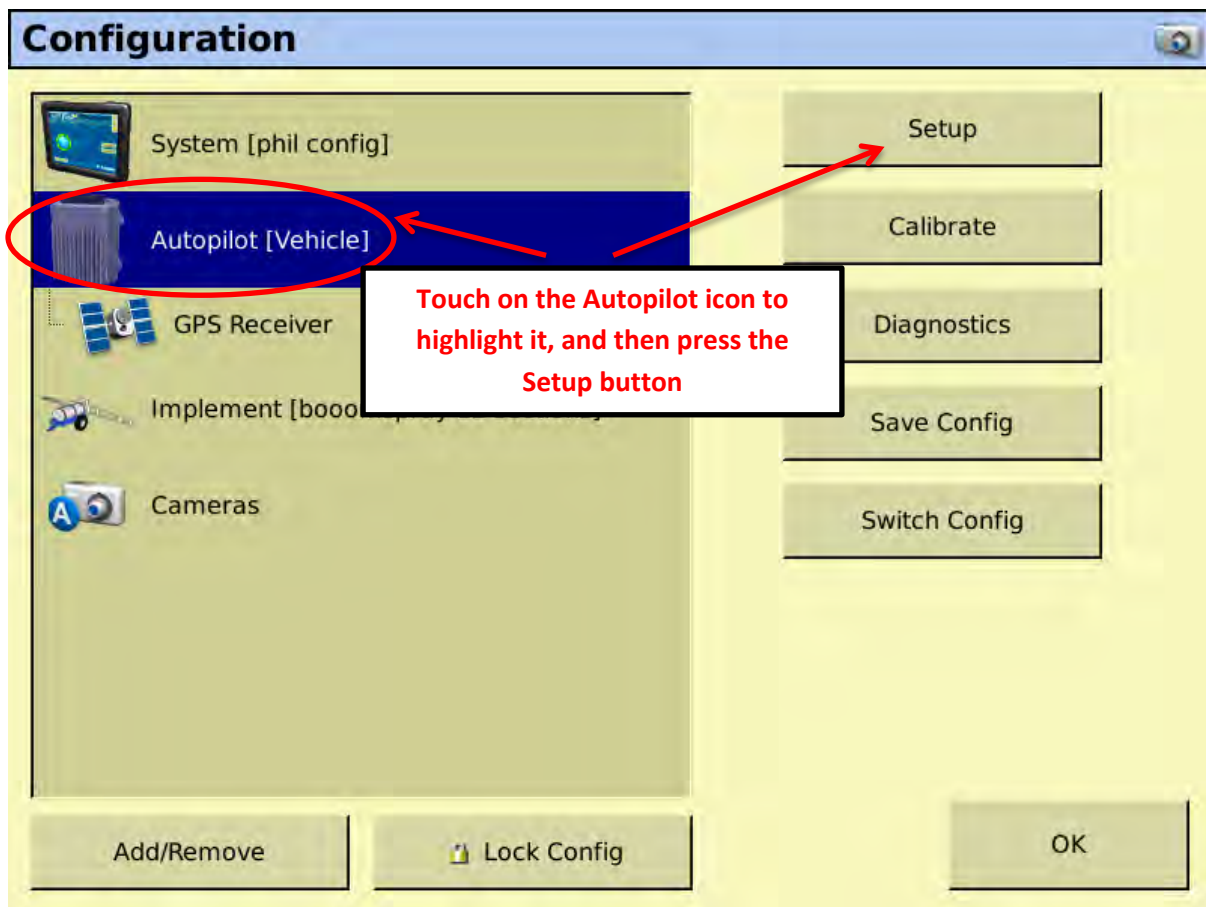 Configuration
System [phil config]
Setup
Autopilot [Vehicle]
Calibrate
Touch on the Autopilot icon to
highlight it, and then press the
Setup button
GPS Receiver
Diagnostics
Implement [booo
Save Config
Cameras
Switch Config
Add/Remove
Lock Config
OK